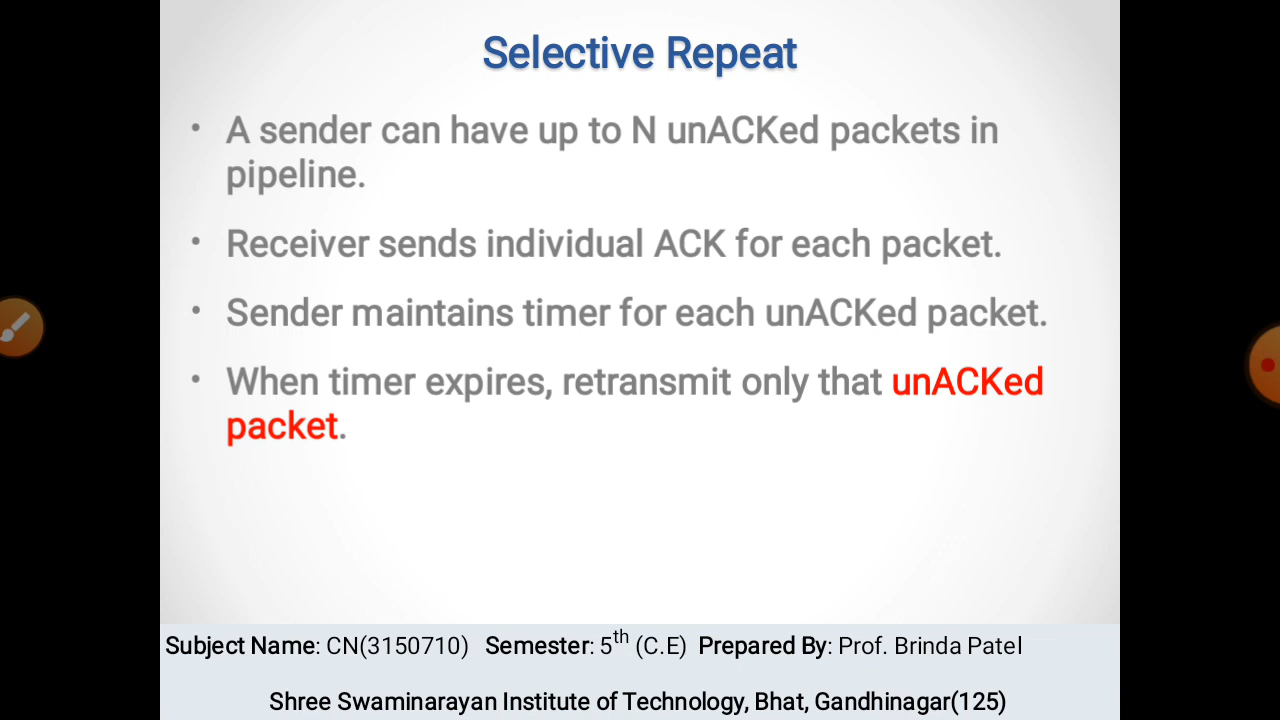 Selective Repeat
• A sender can have up to N unACKed packets in
pipeline.
• Receiver sends individual ACK for each packet.
• Sender maintains timer for each unACKed packet.
• When timer expires, retransmit only that unACKed
packet.
Subject Name: CN(3150710) Semester: 5th (C.E) Prepared By: Prof. Brinda Patel
Shree Swaminarayan Institute of Technology, Bhat, Gandhinagar(125)